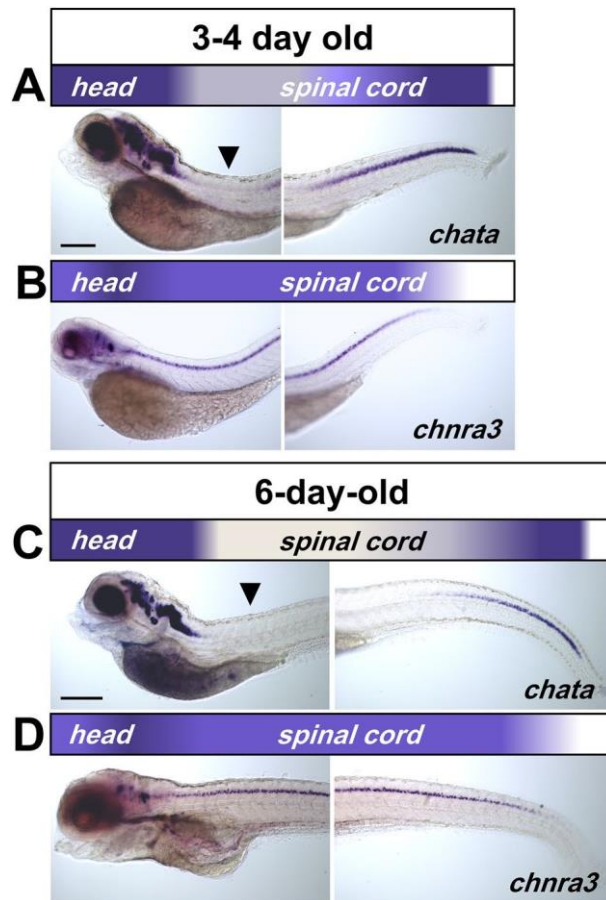 3-4 day old
A
head spinal cord
chata
B
head spinal cord
chnra3
6-day-old
C
head spinal cord
chata
D
head spinal cord
chnra3